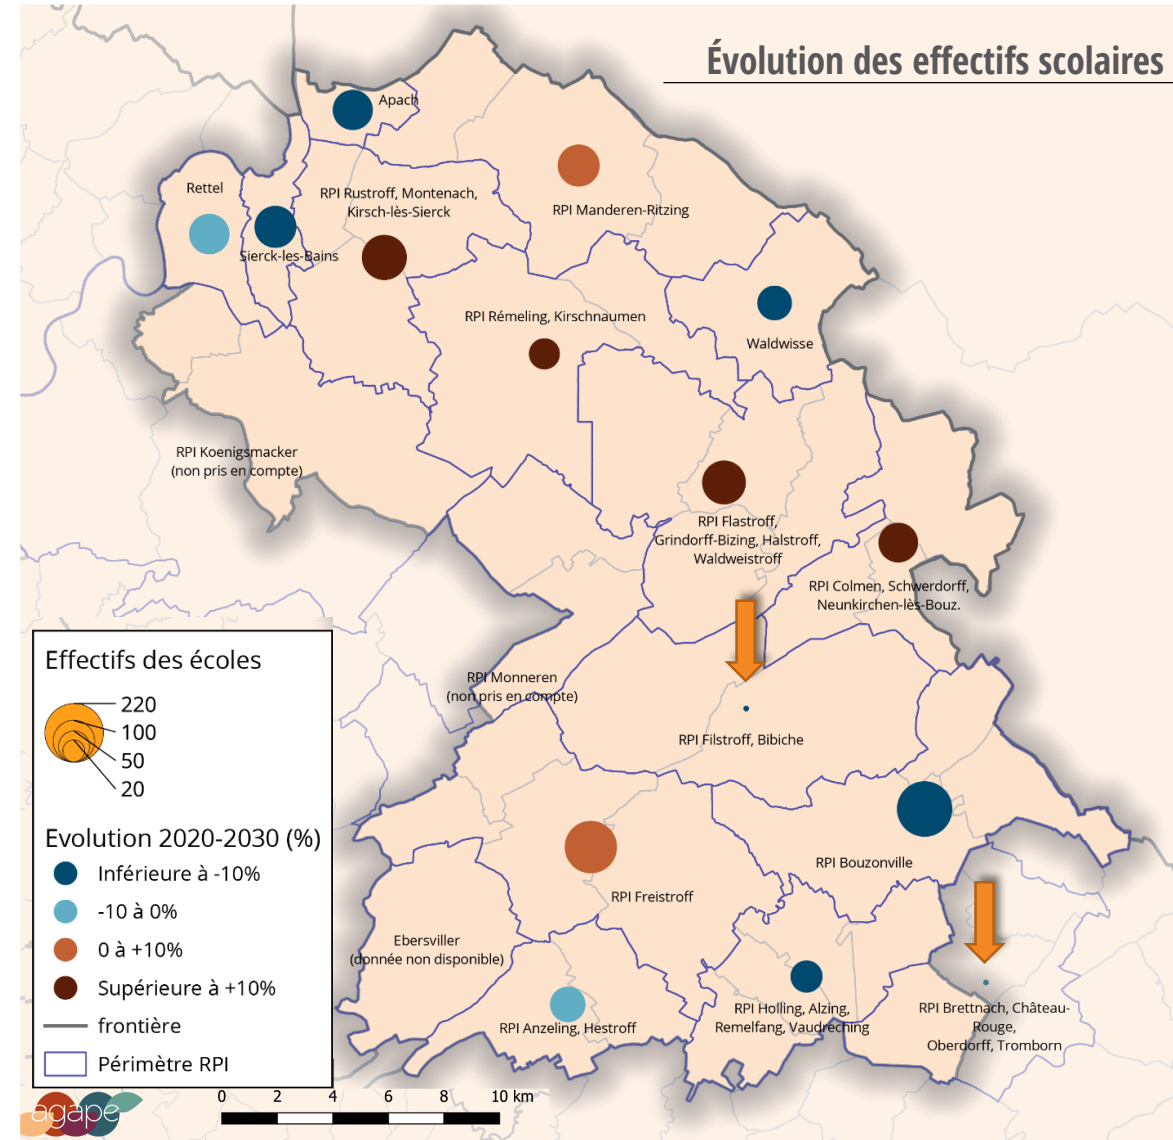 Évolution des effectifs scolaires
Apach
Rettel
RPI Rustroff, Montenach,
Kirsch-lès-Sierck
RPI Manderen-Ritzing
Sierck-les-Bains
RPI Rémeling, Kirschnaumen
Waldwisse
RPI Koenigsmacker
(non pris en compte)
RPI Flastroff,
Grindorff-Bizing, Halstroff,
Waldweistroff
RPI Colmen, Schwerdorff,
Neunkirchen-lès-Bouz.
RPI Monneren
(non pris en compte)
RPI Filstroff, Bibiche
RPI Bouzonville
RPI Freistroff
Ebersviller
(donnée non disponible)
RPI Anzeling, Hestroff
RPI Holling, Alzing,
Remelfang, Vaudreching
RPI Brettnach, Château-
Rouge,
Oberdorff, Tromborn
Effectifs des écoles
220
100
50
20
Evolution 2020-2030 (%)
Inférieure à -10%
-10 à 0%
0 à +10%
Supérieure à +10%
frontière
Périmètre RPI
agape
0 2 4 6 8 10 km